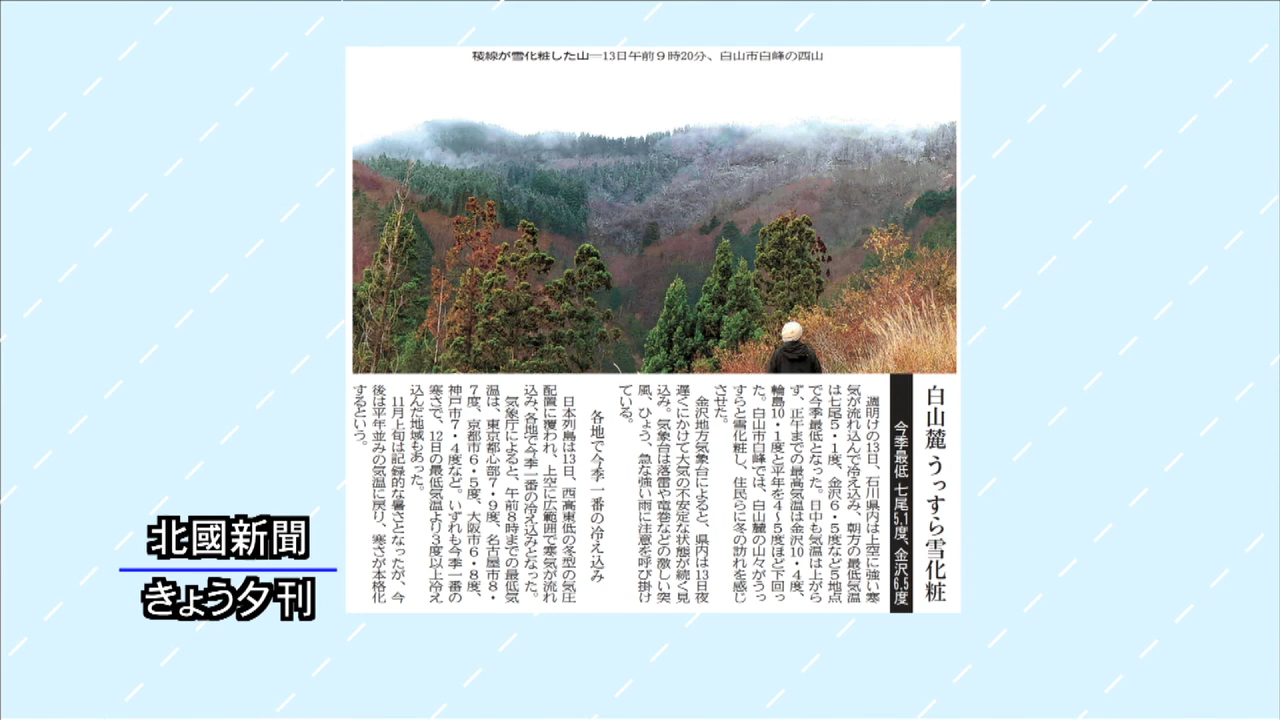 稜線が雪化粧した山―13日午前9時20分、白山市白峰の西山
白山麓 うっすら雪化粧
今季最低 七尾5.1度、金沢6.5度
週明けの13日、石川県内は上空に強い寒
気が流れ込んで冷え込み、朝方の最低気温
は七尾5・1度、金沢6・5度など5地点
で今季最低となった。日中も気温は上がら
ず、正午までの最高気温は金沢10・4度、
輪島10・1度と平年を4～5度ほど下回っ
た。白山市白峰では、白山麓の山々がうっ
すらと雪化粧し、住民らに冬の訪れを感じ
させた。
金沢地方気象台によると、県内は13日夜
遅くにかけて大気の不安定な状態が続く見
込み。気象台は落雷や竜巻などの激しい突
風、ひょう、急な強い雨に注意を呼び掛け
ている。
各地で今季一番の冷え込み
日本列島は13日、西高東低の冬型の気圧
配置に覆われ、上空に広範囲で寒気が流れ
込み、各地で今季一番の冷え込みとなった。
気象庁によると、午前8時までの最低気
温は、東京都心部7・9度、名古屋市8・
7度、京都市6・5度、大阪市6・8度、
神戸市7・4度など。いずれも今季一番の
寒さで、12日の最低気温より3度以上冷え
込んだ地域もあった。
11月上旬は記録的な暑さとなったが、今
後は平年並みの気温に戻り、寒さが本格化
するという。
北國新聞
きょう夕刊